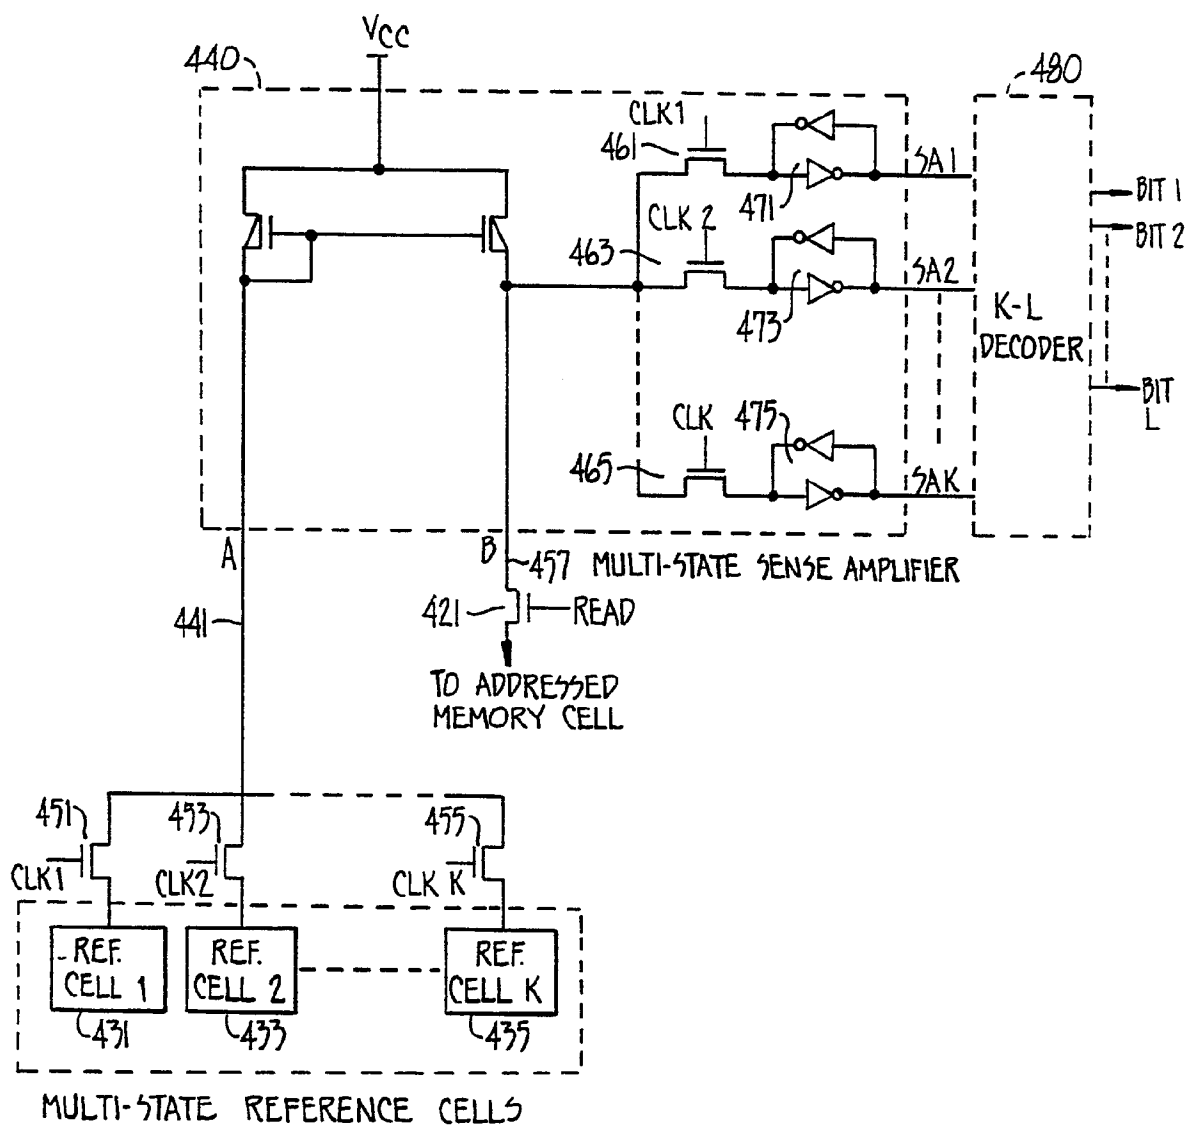 VCC
440
480
CLK1
461
471
SA1
BIT 1
CLK 2
463
473
SA2
BIT 2
K-L
DECODER
CLK
475
465
SAK
BIT
L
A
B
457
MULTI-STATE SENSE AMPLIFIER
421
READ
441
TO ADDRESSED
MEMORY CELL
451
453
455
CLK1
CLK2
CLK K
REF.
CELL 1
REF.
CELL 2
REF.
CELL K
431
433
435
MULTI-STATE REFERENCE CELLS